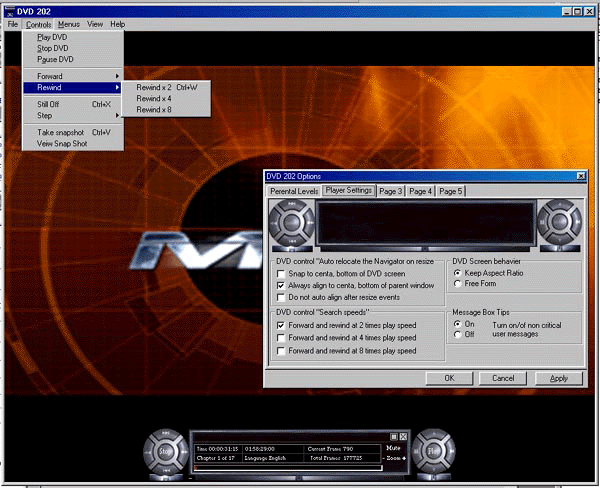 DVD 202
File Controls Menus View Help
Play DVD
Stop DVD
Pause DVD
Forward
Rewind
Still Off Ctrl+X
Step
Take snapshot Ctrl+V
Veiw Snap Shot
Rewind x 2 Ctrl+W
Rewind x 4
Rewind x 8
DVD 202 Options
Perental Levels Player Settings Page 3 Page 4 Page 5
DVD control "Auto relocate the Navigator on resize
Snap to centa, bottom of DVD screen
Always align to centa, bottom of parent window
Do not auto align after resize events
DVD Screen behavier
Keep Aspect Ratio
Free Form
DVD control "Search speeds"
Forward and rewind at 2 times play speed
Forward and rewind at 4 times play speed
Forward and rewind at 8 times play speed
Message Box Tips
On
Off
Turn on/of non critical
user messages
OK Cancel Apply
Stop
Time 00:00:31:15 01:58:29:00 Current Frame 790
Chapter 1 of 17 Language English Total Frames 177725
Mute
- Zoom +
Play